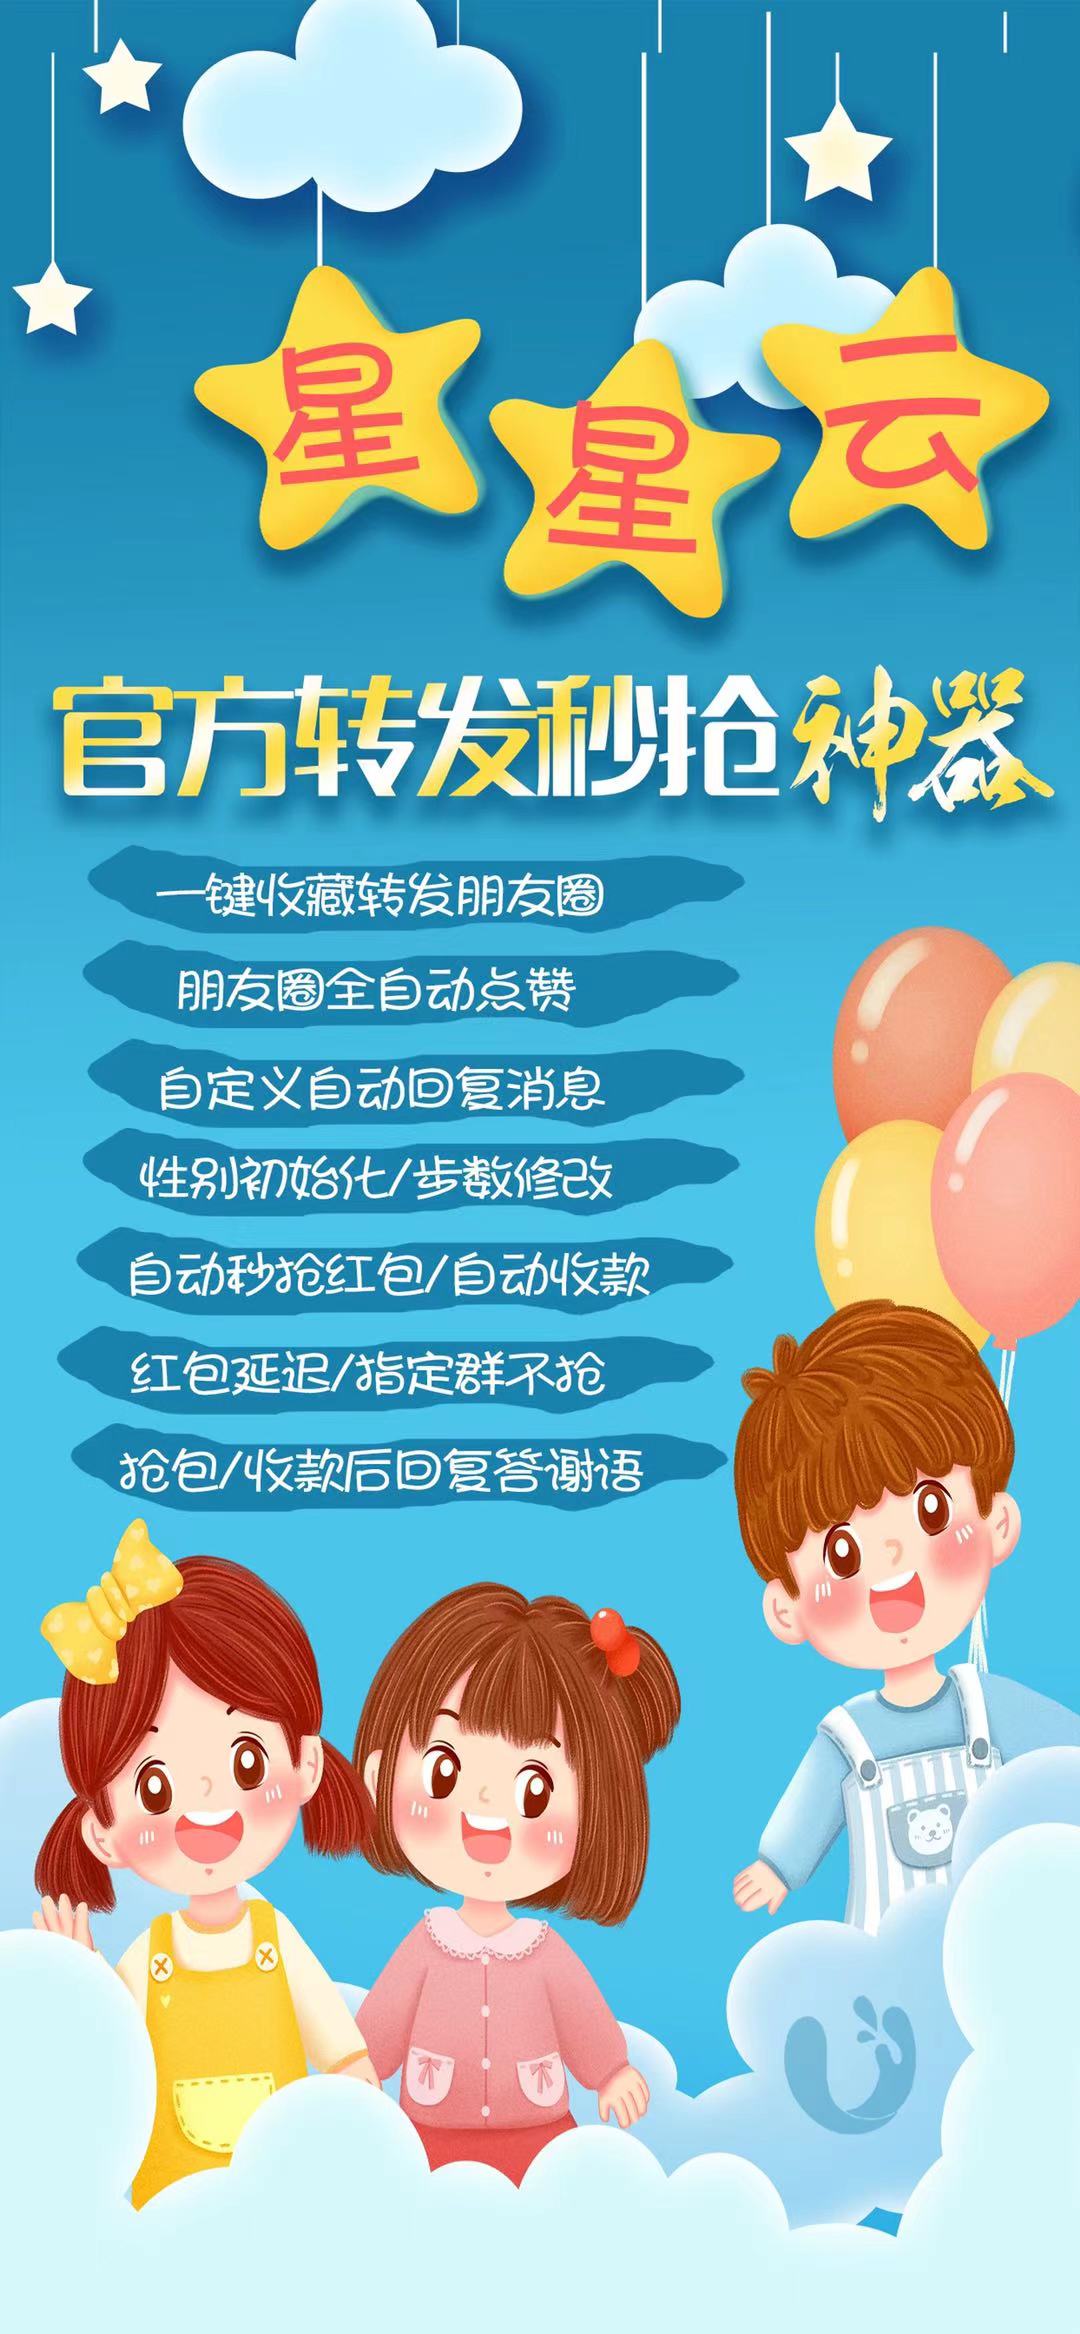 星星云
官方转发秒抢神器
一键收藏转发朋友圈
朋友圈全自动点赞
自定义自动回复消息
性别初始化/步数修改
自动秒抢红包/自动收款
红包延迟/指定群不抢
抢包/收款后回复答谢语